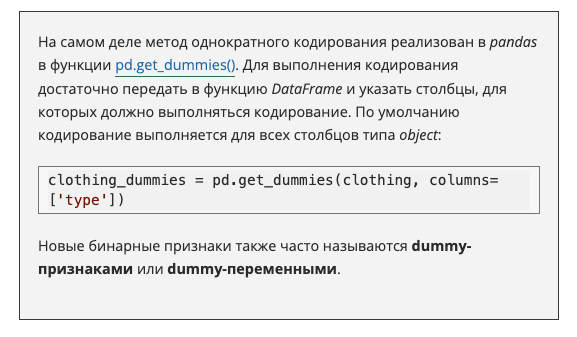 На самом деле метод однократного кодирования реализован в pandas
в функции pd.get_dummies(). Для выполнения кодирования
достаточно передать в функцию DataFrame и указать столбцы, для
которых должно выполняться кодирование. По умолчанию
кодирование выполняется для всех столбцов типа object:
clothing_dummies = pd.get_dummies(clothing, columns=
['type'])
Новые бинарные признаки также часто называются dummy-
признаками или dummy-переменными.